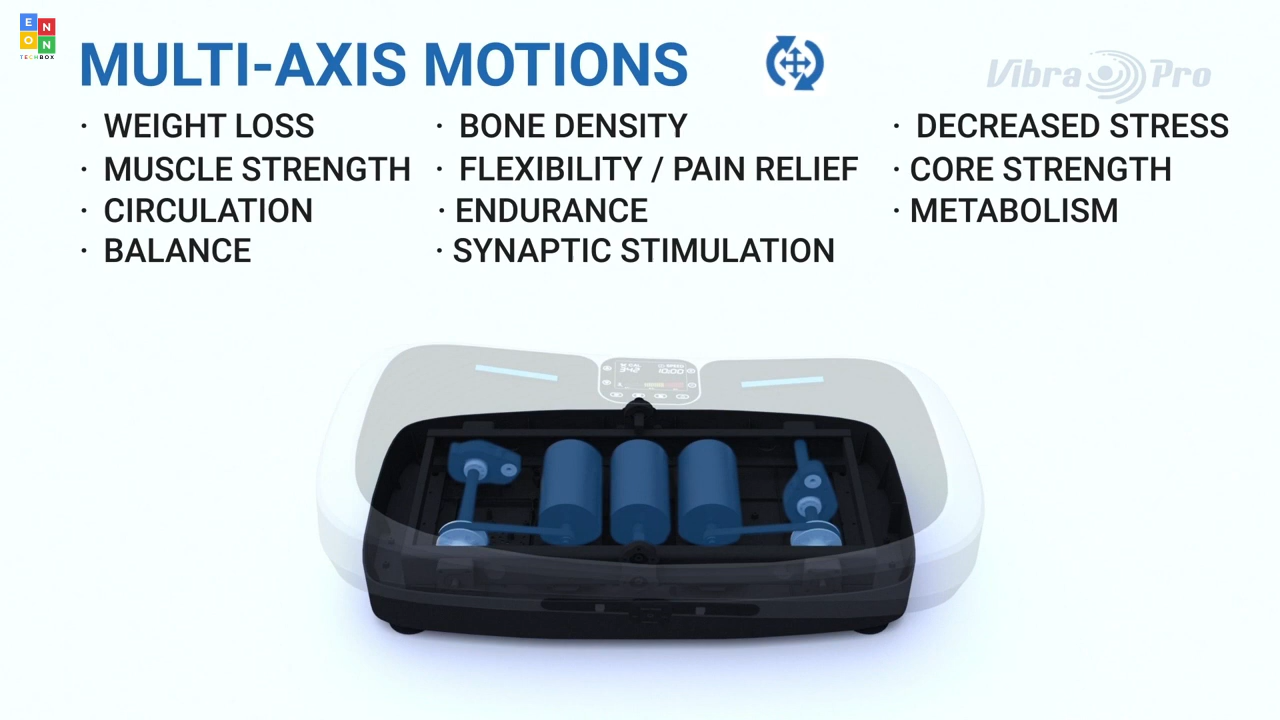 E N
O N
TECHBOX
MULTI-AXIS MOTIONS
Vibra Pro
· WEIGHT LOSS
· MUSCLE STRENGTH
· CIRCULATION
· BALANCE
· BONE DENSITY
· FLEXIBILITY / PAIN RELIEF
· ENDURANCE
· SYNAPTIC STIMULATION
· DECREASED STRESS
· CORE STRENGTH
· METABOLISM